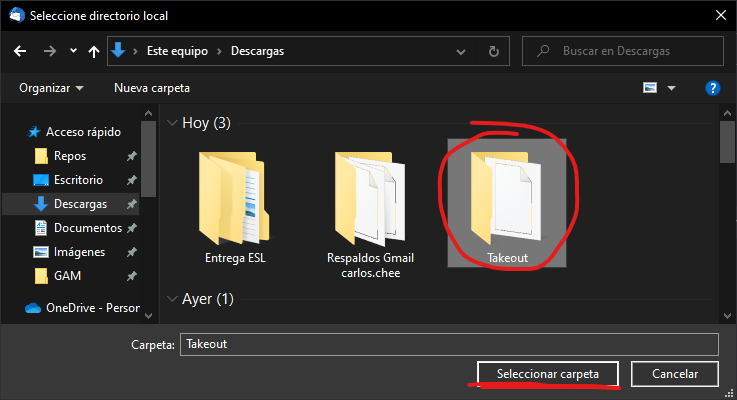 Seleccione directorio local
Este equipo > Descargas
Buscar en Descargas
Organizar
Nueva carpeta
Acceso rápido
Repos
Escritorio
Descargas
Documentos
Imágenes
GAM
OneDrive - Person
Hoy (3)
Entrega ESL
Respaldos Gmail
carlos.chee
Takeout
Ayer (1)
Carpeta:
Takeout
Seleccionar carpeta
Cancelar